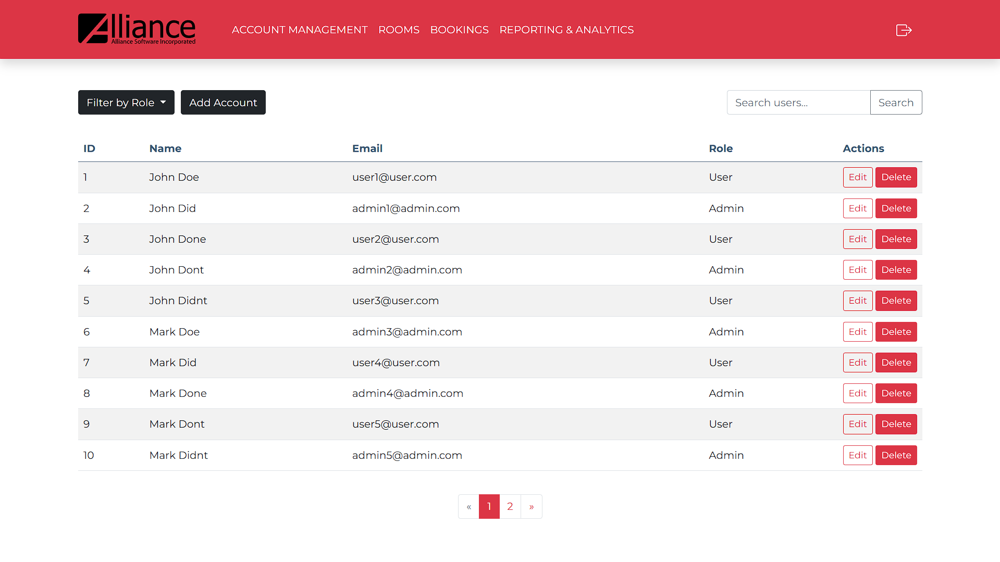 Alliance
Alliance Software Incorporated
ACCOUNT MANAGEMENT ROOMS BOOKINGS REPORTING & ANALYTICS
Filter by Role Add Account Search users... Search
ID Name Email Role Actions
1 John Doe user1@user.com User Edit Delete
2 John Did admin1@admin.com Admin Edit Delete
3 John Done user2@user.com User Edit Delete
4 John Dont admin2@admin.com Admin Edit Delete
5 John Didnt user3@user.com User Edit Delete
6 Mark Doe admin3@admin.com Admin Edit Delete
7 Mark Did user4@user.com User Edit Delete
8 Mark Done admin4@admin.com Admin Edit Delete
9 Mark Dont user5@user.com User Edit Delete
10 Mark Didnt admin5@admin.com Admin Edit Delete
« 1 2 »